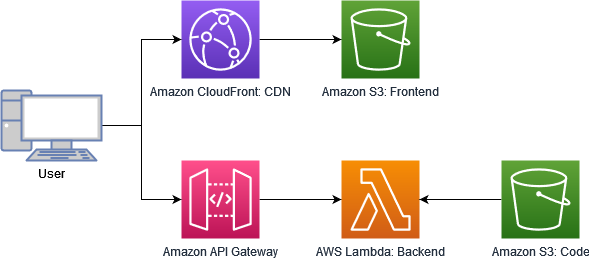 Amazon CloudFront: CDN
Amazon S3: Frontend
User
</>
Amazon API Gateway
AWS Lambda: Backend
Amazon S3: Code